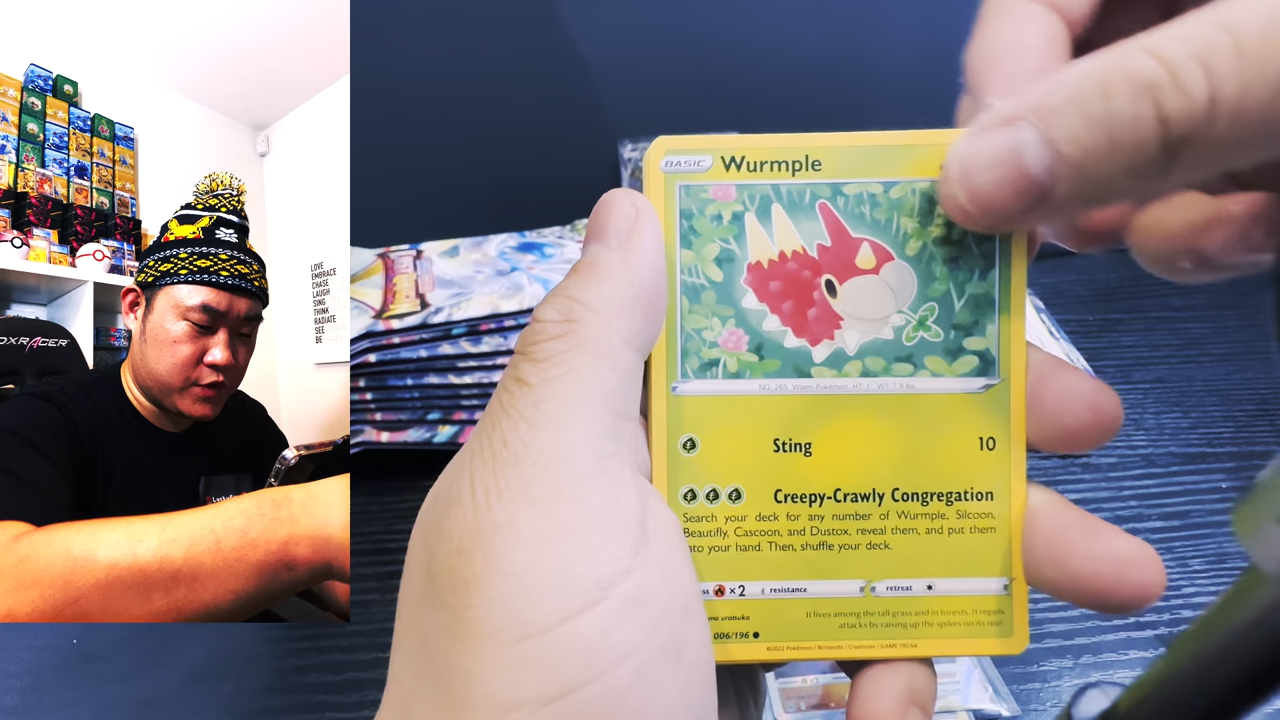 LOVE
EMBRACE
CHASE
LAUGH
SING
THINK
RADIATE
SEE
BE
BASIC Wurmple
NO. 265 Worm Pokémon HT: 1' WT: 7.9 lbs.
Sting 10
Creepy-Crawly Congregation
Search your deck for any number of Wurmple, Silcoon,
Beautifly, Cascoon, and Dustox, reveal them, and put them
into your hand. Then, shuffle your deck.
×2 resistance retreat
uratsuka
It lives among the tall grass and in forests. It repels
attacks by raising up the spikes on its rear
006/196
©2022 Pokémon / Nintendo / Creatures / GAME FREAK